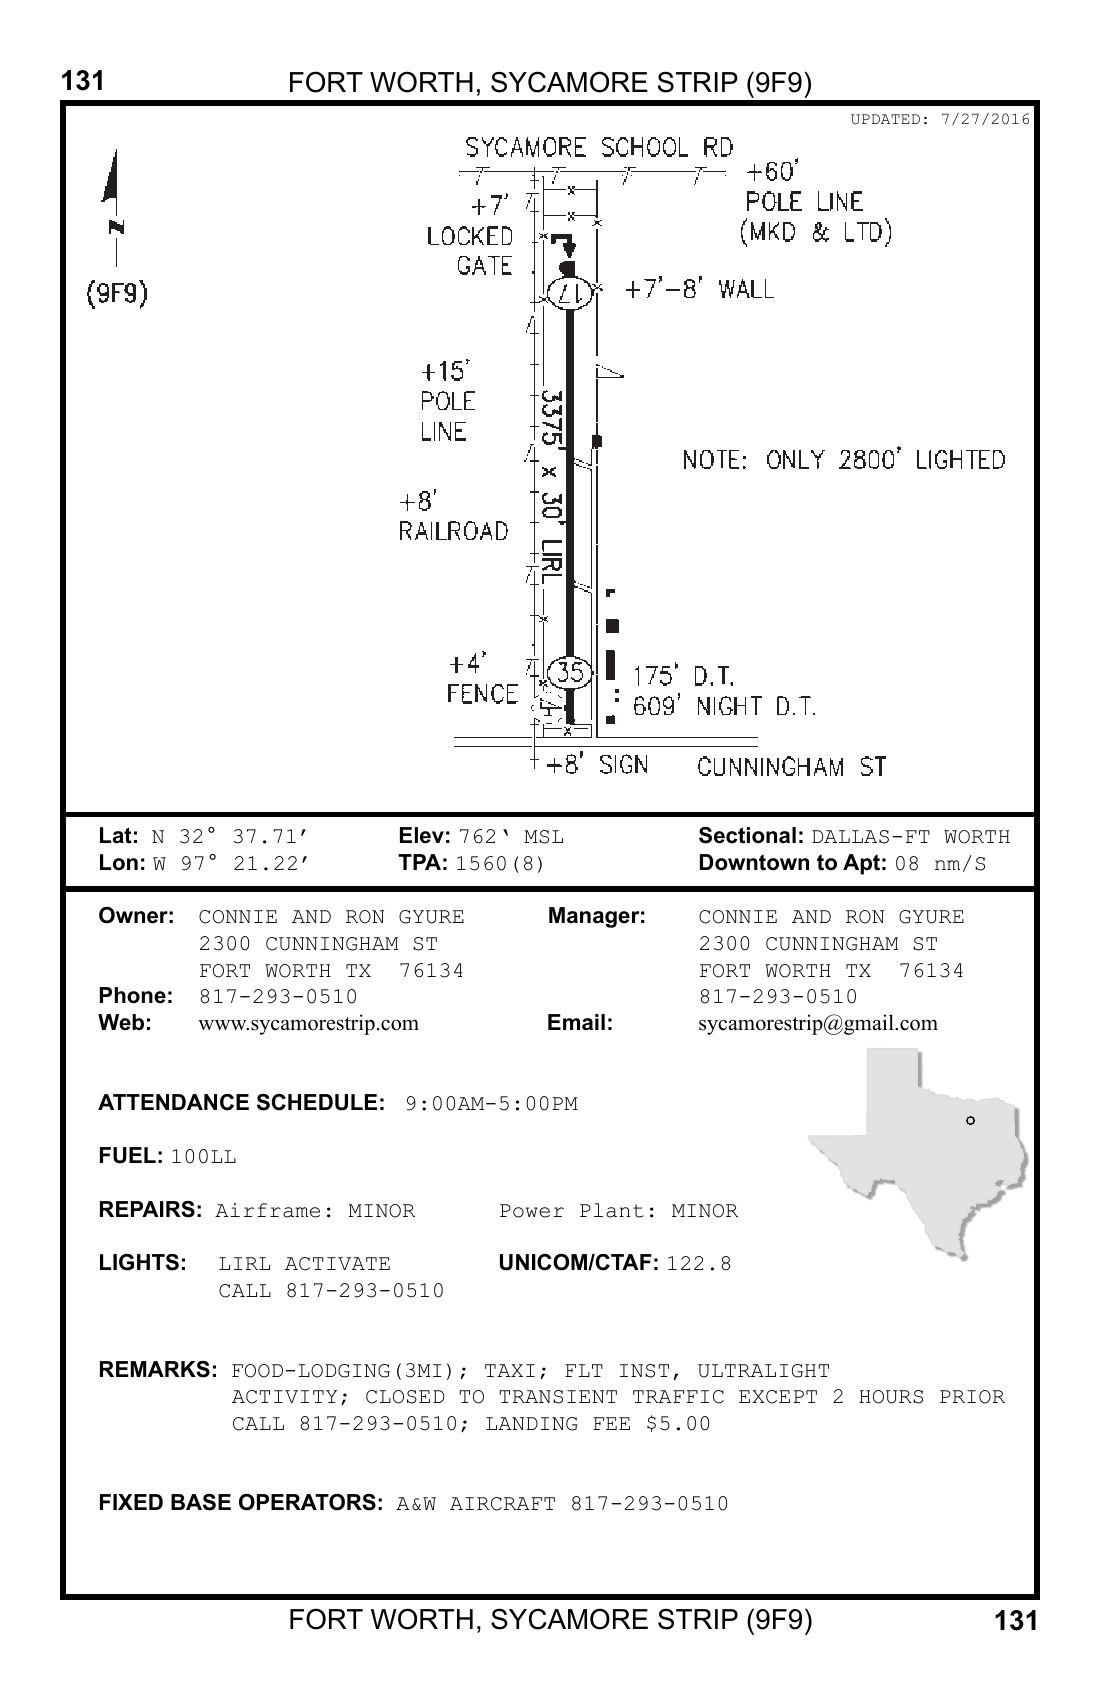 131
FORT WORTH, SYCAMORE STRIP (9F9)
UPDATED: 7/27/2016
SYCAMORE SCHOOL RD
+60'
POLE LINE
(MKD & LTD)
+7'
LOCKED
GATE
N
(9F9)
17
+7'-8' WALL
+15'
POLE
LINE
3375' x 30' LIRL
NOTE: ONLY 2800' LIGHTED
+8'
RAILROAD
+4'
FENCE
35
175' D.T.
609' NIGHT D.T.
+8' SIGN
CUNNINGHAM ST
Lat: N 32° 37.71′ Elev: 762‘ MSL Sectional: DALLAS-FT WORTH
Lon: W 97° 21.22′ TPA: 1560(8) Downtown to Apt: 08 nm/S
Owner: CONNIE AND RON GYURE Manager: CONNIE AND RON GYURE
2300 CUNNINGHAM ST 2300 CUNNINGHAM ST
FORT WORTH TX 76134 FORT WORTH TX 76134
Phone: 817-293-0510 817-293-0510
Web: www.sycamorestrip.com Email: sycamorestrip@gmail.com
ATTENDANCE SCHEDULE: 9:00AM-5:00PM
FUEL: 100LL
REPAIRS: Airframe: MINOR Power Plant: MINOR
LIGHTS: LIRL ACTIVATE UNICOM/CTAF: 122.8
CALL 817-293-0510
REMARKS: FOOD-LODGING(3MI); TAXI; FLT INST, ULTRALIGHT
ACTIVITY; CLOSED TO TRANSIENT TRAFFIC EXCEPT 2 HOURS PRIOR
CALL 817-293-0510; LANDING FEE $5.00
FIXED BASE OPERATORS: A&W AIRCRAFT 817-293-0510
FORT WORTH, SYCAMORE STRIP (9F9)
131